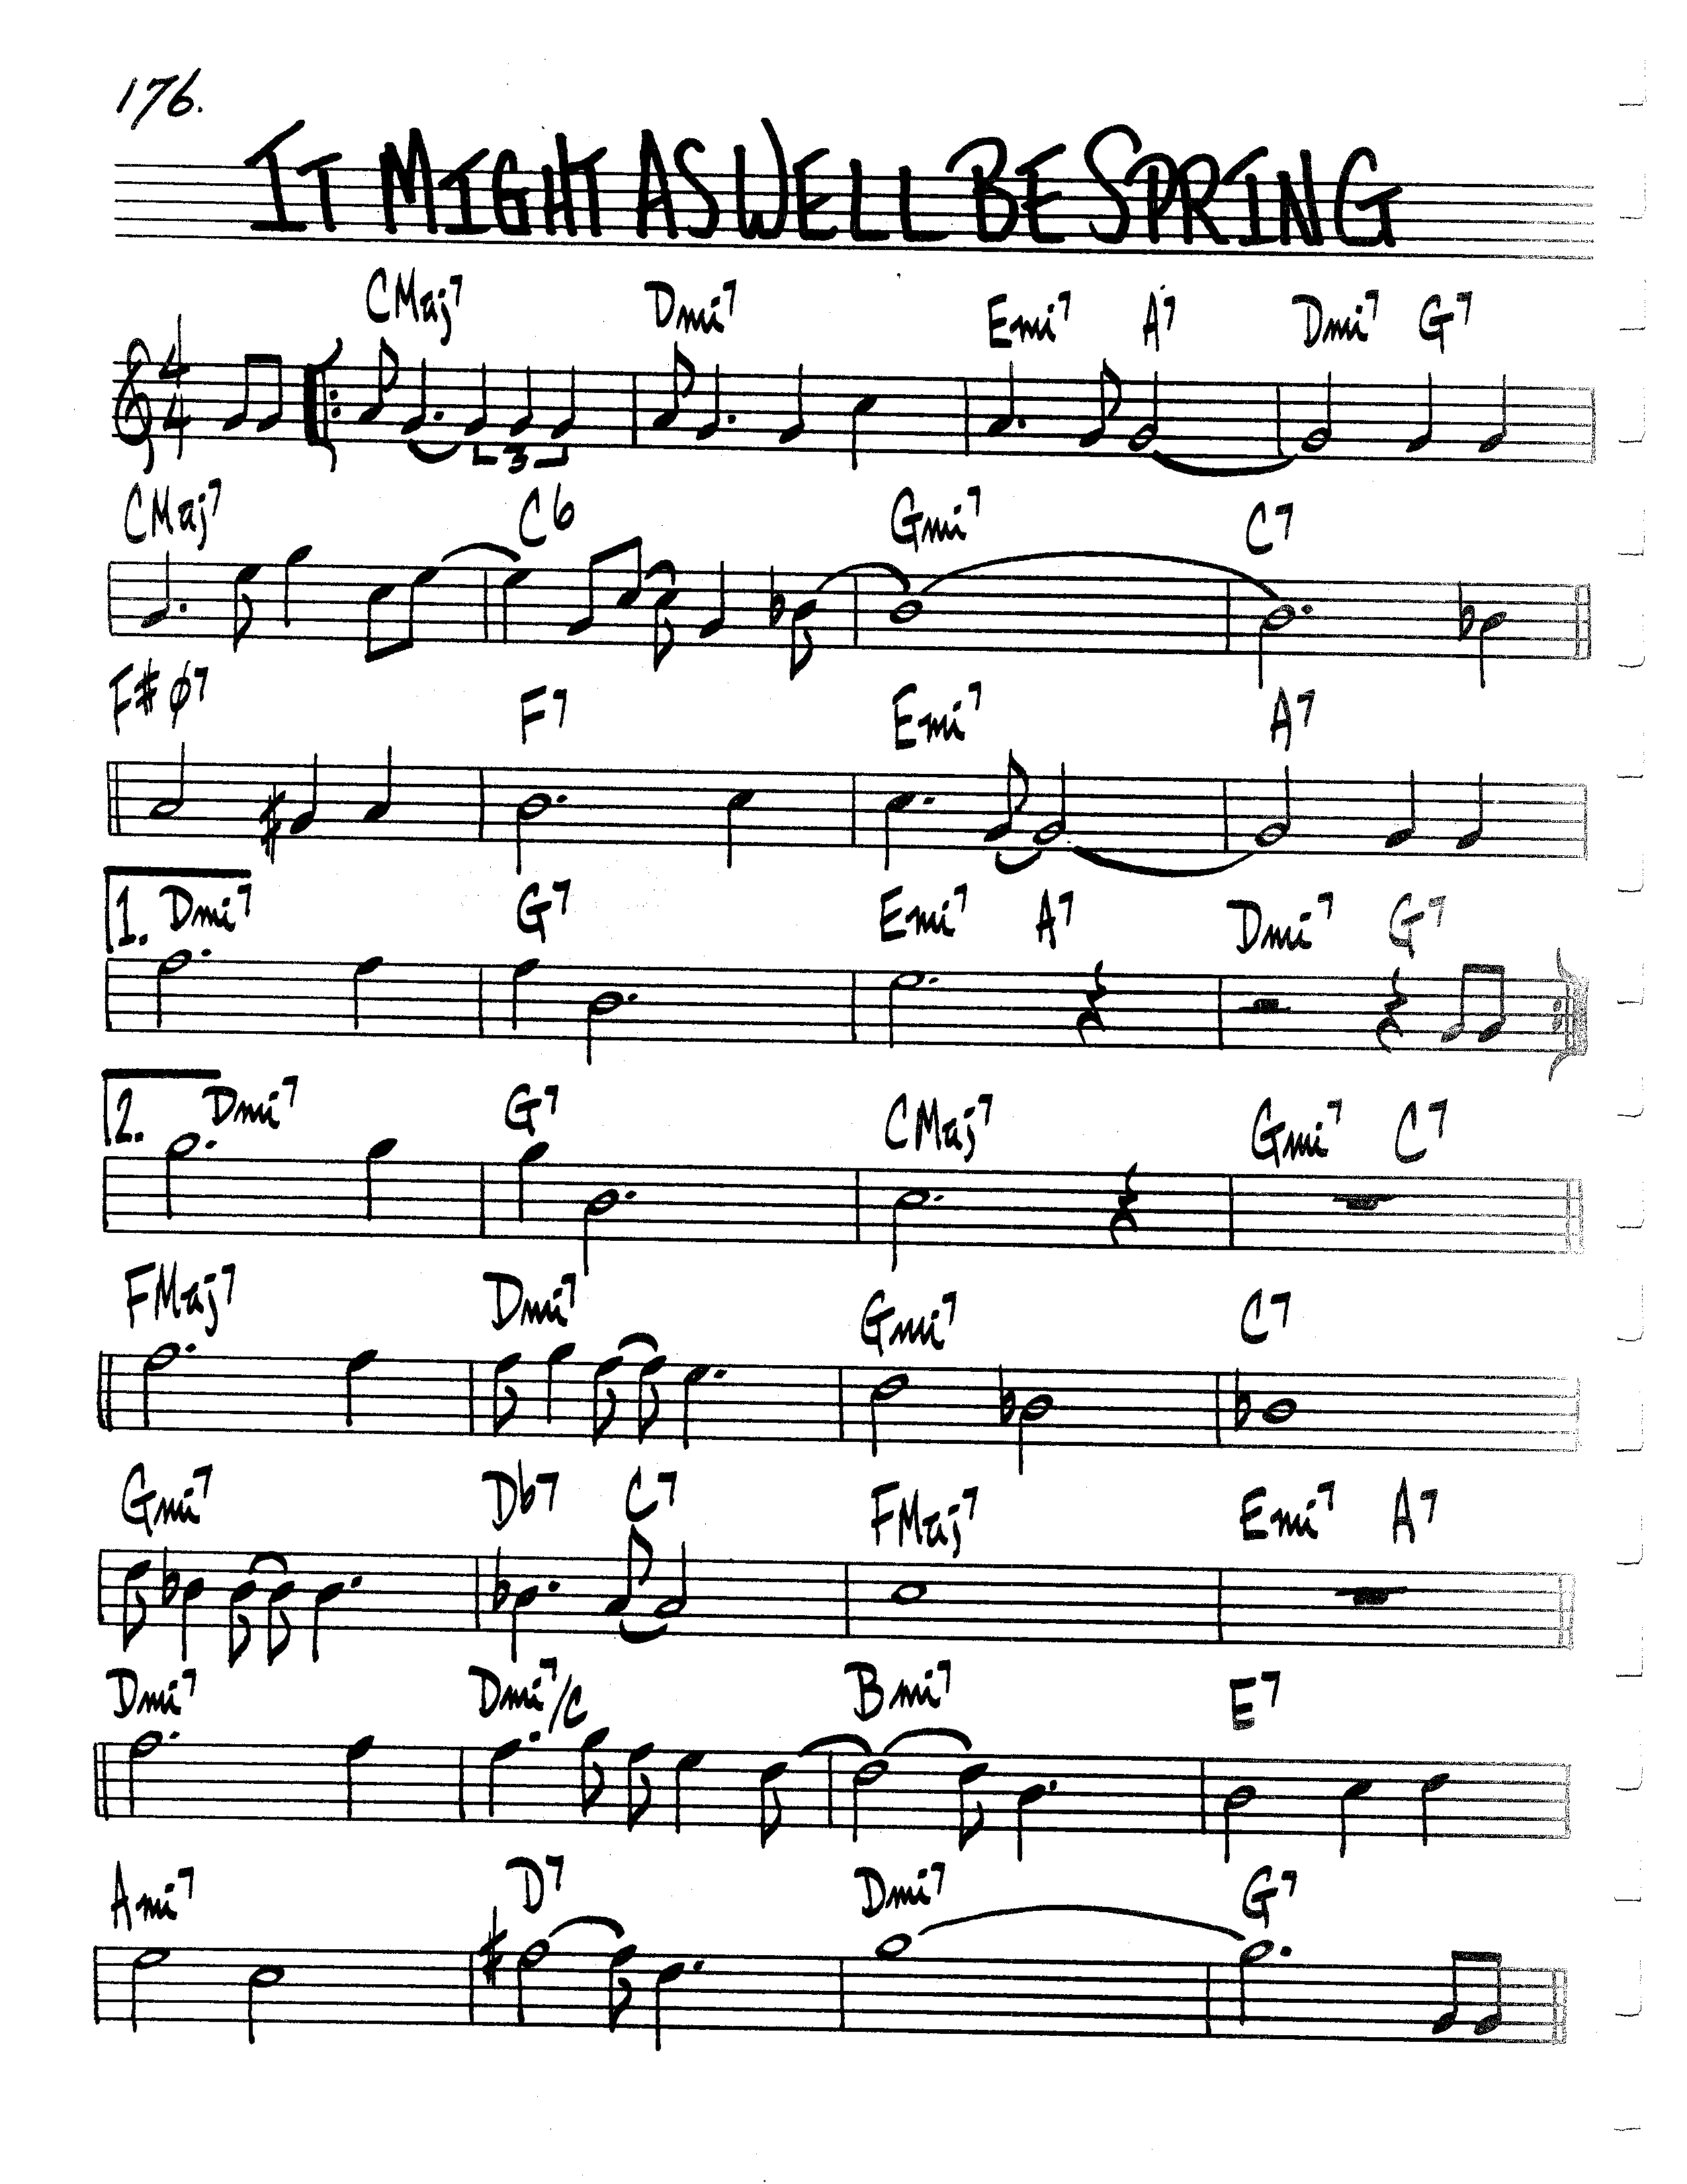 176.
IT MIGHT AS WELL BE SPRING
CMaj7 Dmi7 Emi7 A7 Dmi7 G7
4
4
3
CMaj7 C6 Gmi7 C7
F#ø7 F7 Emi7 A7
1. Dmi7 G7 Emi7 A7 Dmi7 G7
2. Dmi7 G7 CMaj7 Gmi7 C7
FMaj7 Dmi7 Gmi7 C7
Gmi7 Db7 C7 FMaj7 Emi7 A7
Dmi7 Dmi7/C Bmi7 E7
Ami7 D7 Dmi7 G7